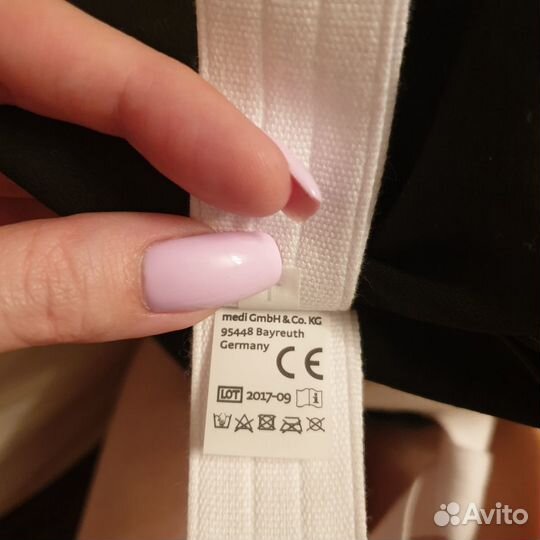 medi GmbH & Co. KG
95448 Bayreuth
Germany
CE
LOT 2017-09
Avito